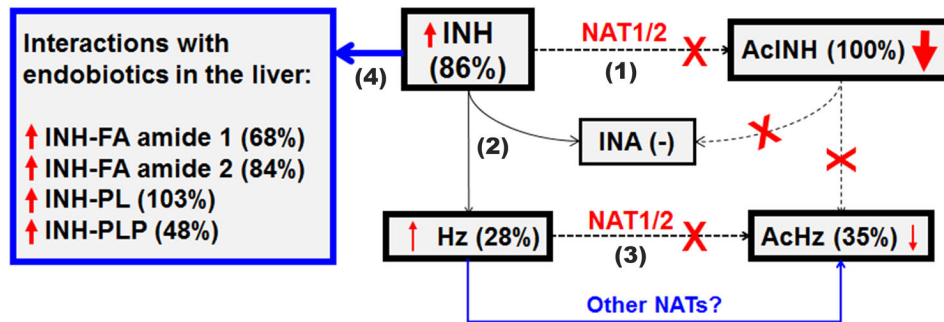 Interactions with
endobiotics in the liver:
INH-FA amide 1 (68%)
INH-FA amide 2 (84%)
INH-PL (103%)
INH-PLP (48%)
(4)
INH
(86%)
NAT1/2
(1)
AcINH (100%)
(2)
INA (-)
Hz (28%)
NAT1/2
(3)
AcHz (35%)
Other NATs?